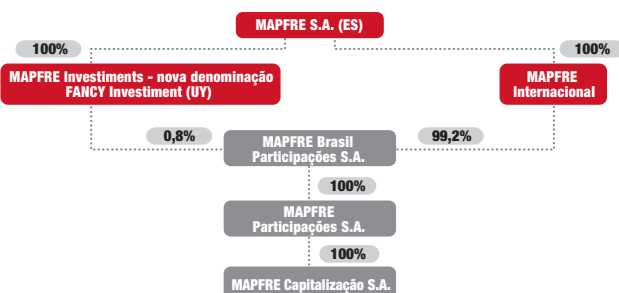 MAPFRE S.A. (ES)
100%
100%
MAPFRE Investiments - nova denominação
FANCY Investiment (UY)
MAPFRE
Internacional
0,8%
MAPFRE Brasil
Participações S.A.
99,2%
100%
MAPFRE
Participações S.A.
100%
MAPFRE Capitalização S.A.